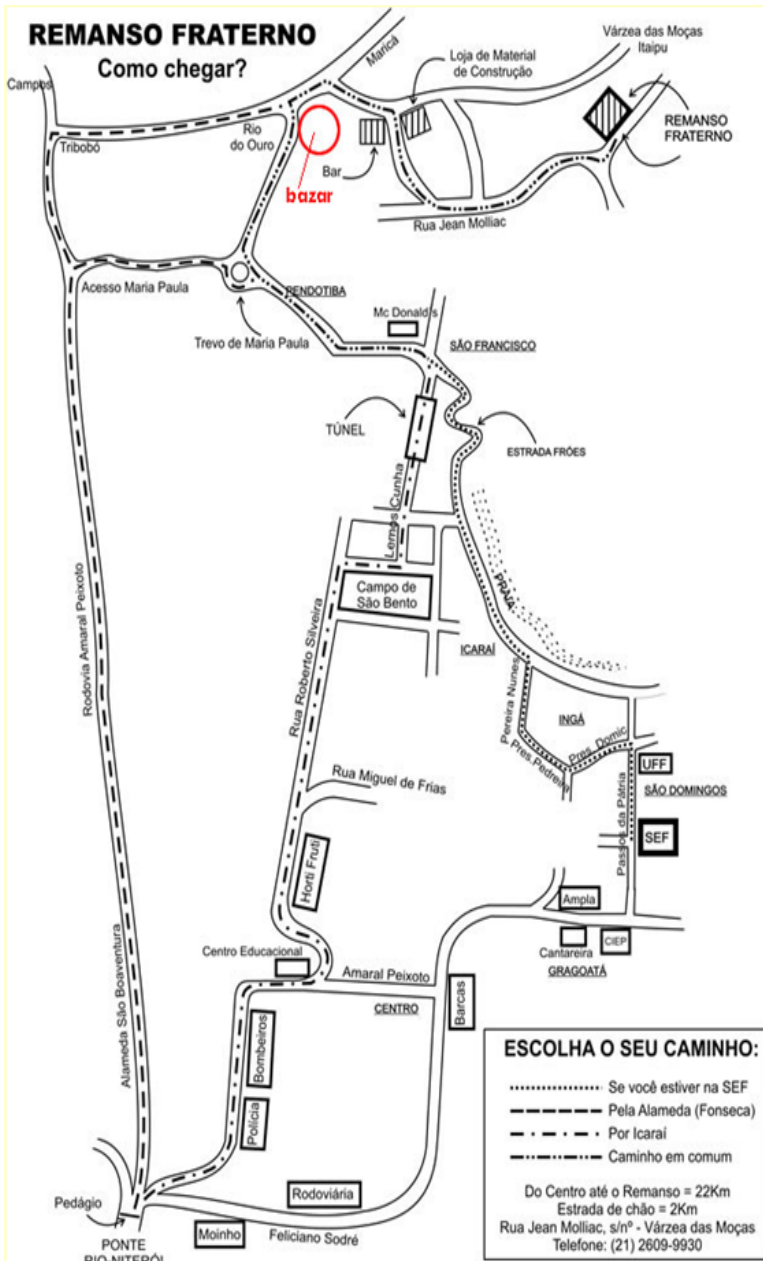 REMANSO FRATERNO
Como chegar?
Campos
Maricá
Loja de Material
de Construção
Várzea das Moças
Itaipu
REMANSO
FRATERNO
Tribobó
Rio
do Ouro
Bar
bazar
Rua Jean Molliac
Acesso Maria Paula
PENDOTIBA
Trevo de Maria Paula
Mc Donald's
SÃO FRANCISCO
TÚNEL
ESTRADA FRÓES
Lemos Cunha
PRAIA
Campo de
São Bento
ICARAÍ
Rodovia Amaral Peixoto
Rua Roberto Silveira
Pereira Nunes
INGÁ
Pres. Pedreira
Pres. Domic
UFF
SÃO DOMINGOS
Passos da Pátria
SEF
Rua Miguel de Frias
Horti Fruti
Ampla
Cantareira
CIEP
GRAGOATÁ
Centro Educacional
Amaral Peixoto
CENTRO
Barcas
Alameda São Boaventura
Bombeiros
Polícia
Rodoviária
Pedágio
Moinho
Feliciano Sodré
PONTE
RIO-NITERÓI
ESCOLHA O SEU CAMINHO:
Se você estiver na SEF
Pela Alameda (Fonseca)
Por Icaraí
Caminho em comum
Do Centro até o Remanso = 22Km
Estrada de chão = 2Km
Rua Jean Molliac, s/nº - Várzea das Moças
Telefone: (21) 2609-9930